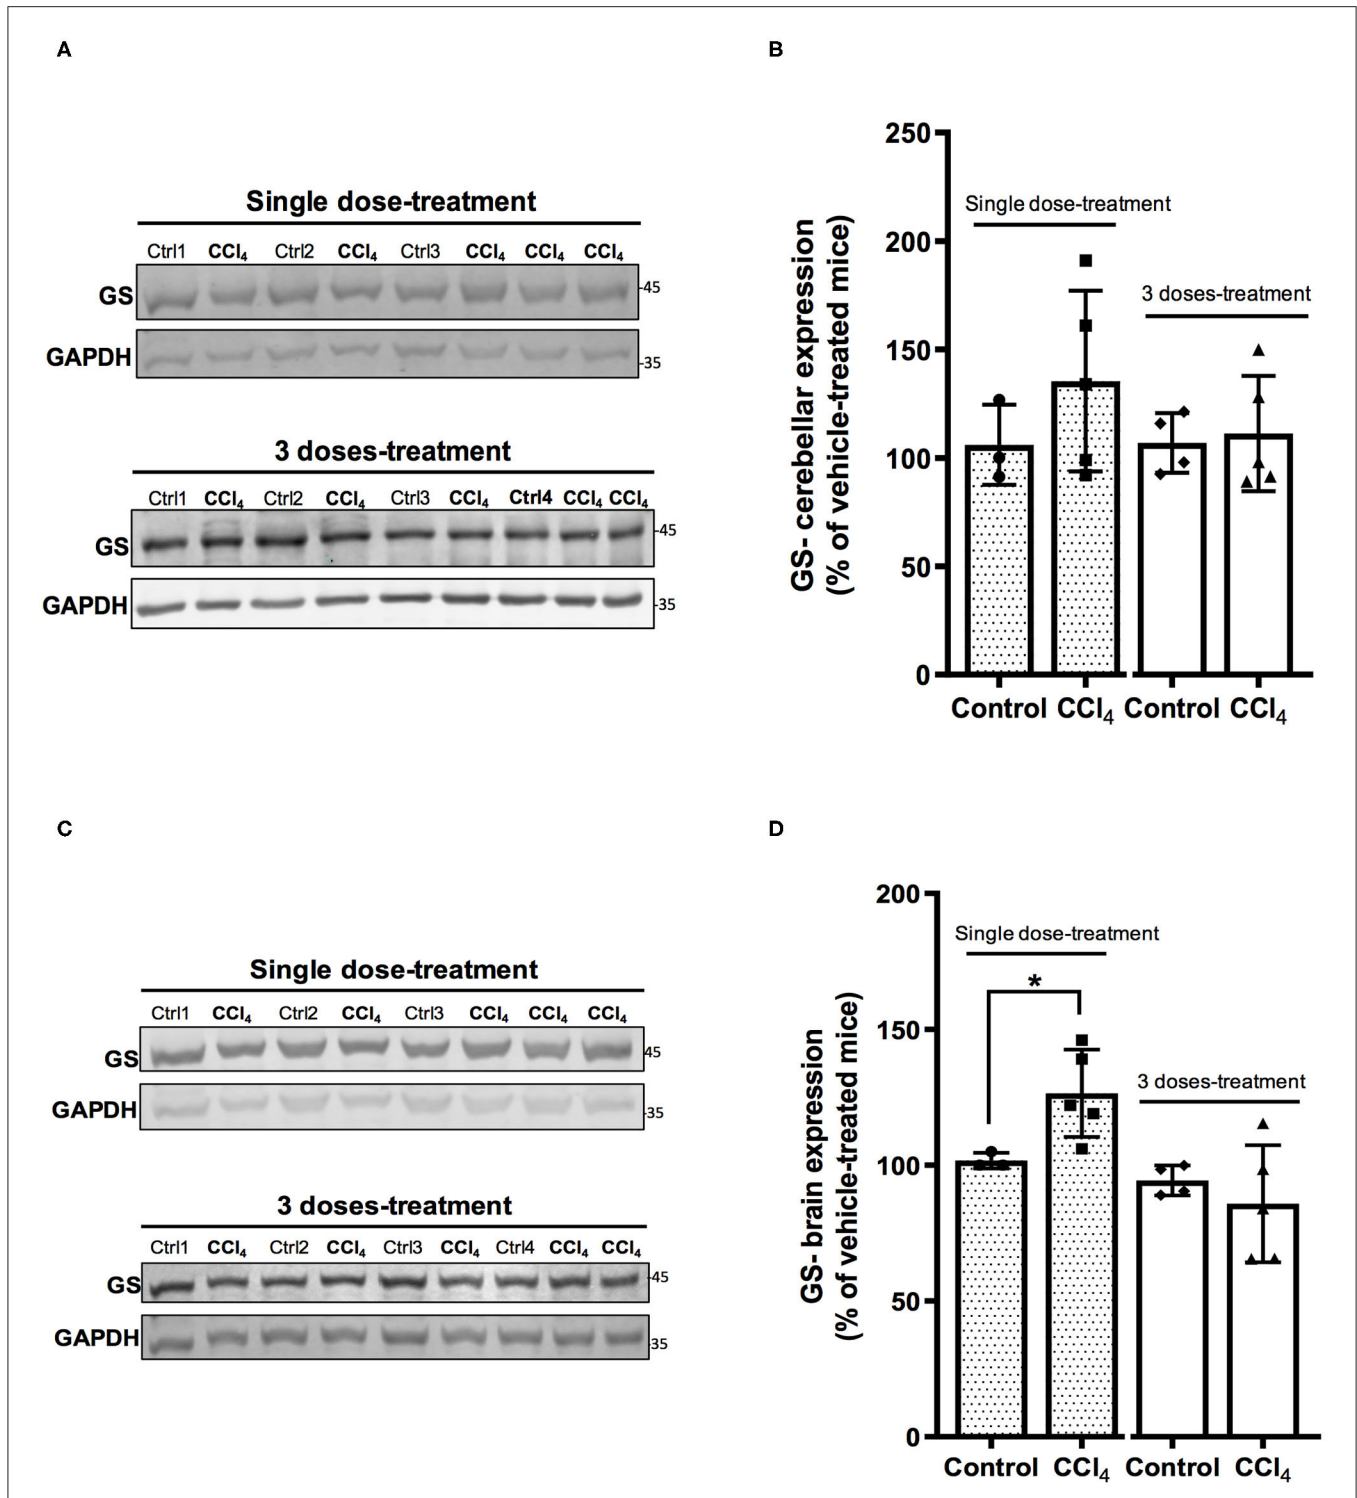 A
Single dose-treatment
Ctrl1 CCl4 Ctrl2 CCl4 Ctrl3 CCl4 CCl4 CCl4
GS
-45
GAPDH
-35
3 doses-treatment
Ctrl1 CCl4 Ctrl2 CCl4 Ctrl3 CCl4 Ctrl4 CCl4 CCl4
GS
-45
GAPDH
-35
B
GS- cerebellar expression
(% of vehicle-treated mice)
250
200
150
100
50
0
Single dose-treatment
3 doses-treatment
Control CCl4 Control CCl4
C
Single dose-treatment
Ctrl1 CCl4 Ctrl2 CCl4 Ctrl3 CCl4 CCl4 CCl4
GS
45
GAPDH
-35
3 doses-treatment
Ctrl1 CCl4 Ctrl2 CCl4 Ctrl3 CCl4 Ctrl4 CCl4 CCl4
GS
-45
GAPDH
35
D
GS- brain expression
(% of vehicle-treated mice)
200
150
100
50
0
Single dose-treatment
*
3 doses-treatment
Control CCl4 Control CCl4